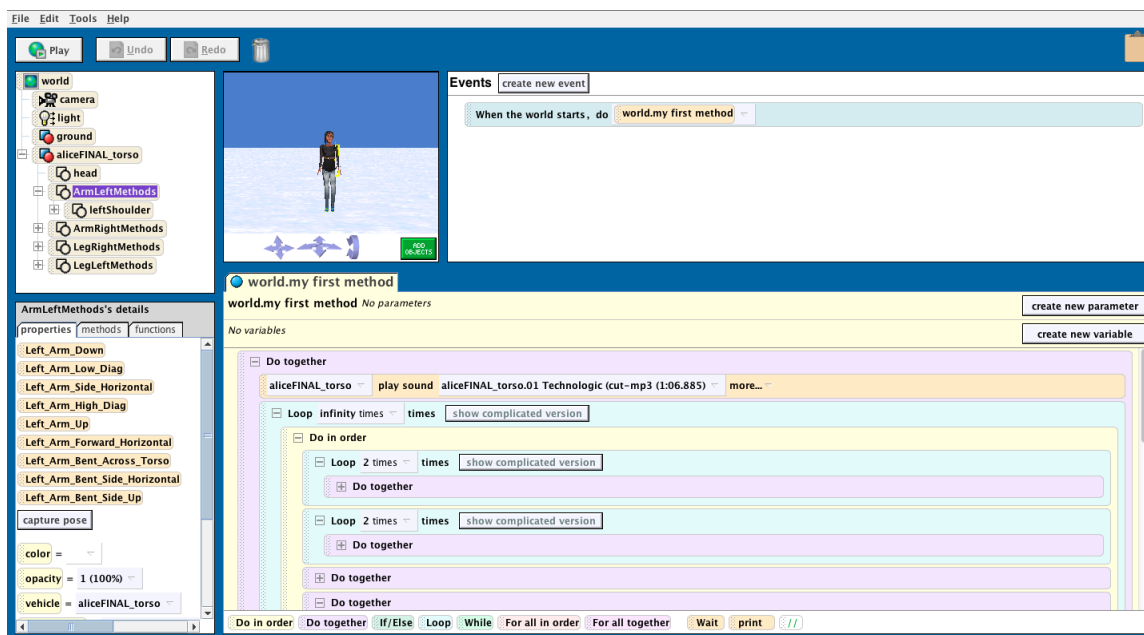 File Edit Tools Help
Play Undo Redo
world
camera
light
ground
aliceFINAL_torso
head
ArmLeftMethods
leftShoulder
ArmRightMethods
LegRightMethods
LegLeftMethods
ADD OBJECTS
Events create new event
When the world starts, do world.my first method
ArmLeftMethods's details
properties methods functions
Left_Arm_Down
Left_Arm_Low_Diag
Left_Arm_Side_Horizontal
Left_Arm_High_Diag
Left_Arm_Up
Left_Arm_Forward_Horizontal
Left_Arm_Bent_Across_Torso
Left_Arm_Bent_Side_Horizontal
Left_Arm_Bent_Side_Up
capture pose
color =
opacity = 1 (100%)
vehicle = aliceFINAL_torso
world.my first method
world.my first method No parameters create new parameter
No variables create new variable
Do together
aliceFINAL_torso play sound aliceFINAL_torso.01 Technologic (cut-mp3 (1:06.885) more...
Loop infinity times times show complicated version
Do in order
Loop 2 times times show complicated version
Do together
Loop 2 times times show complicated version
Do together
Do together
Do together
Do in order Do together If/Else Loop While For all in order For all together Wait print //